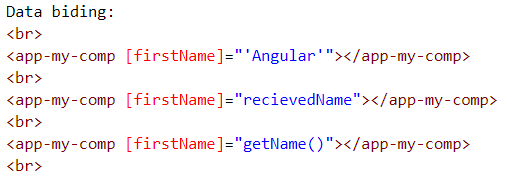 Data biding:
<br>
<app-my-comp [firstName]="'Angular'"></app-my-comp>
<br>
<app-my-comp [firstName]="recievedName"></app-my-comp>
<br>
<app-my-comp [firstName]="getName()"></app-my-comp>
<br>